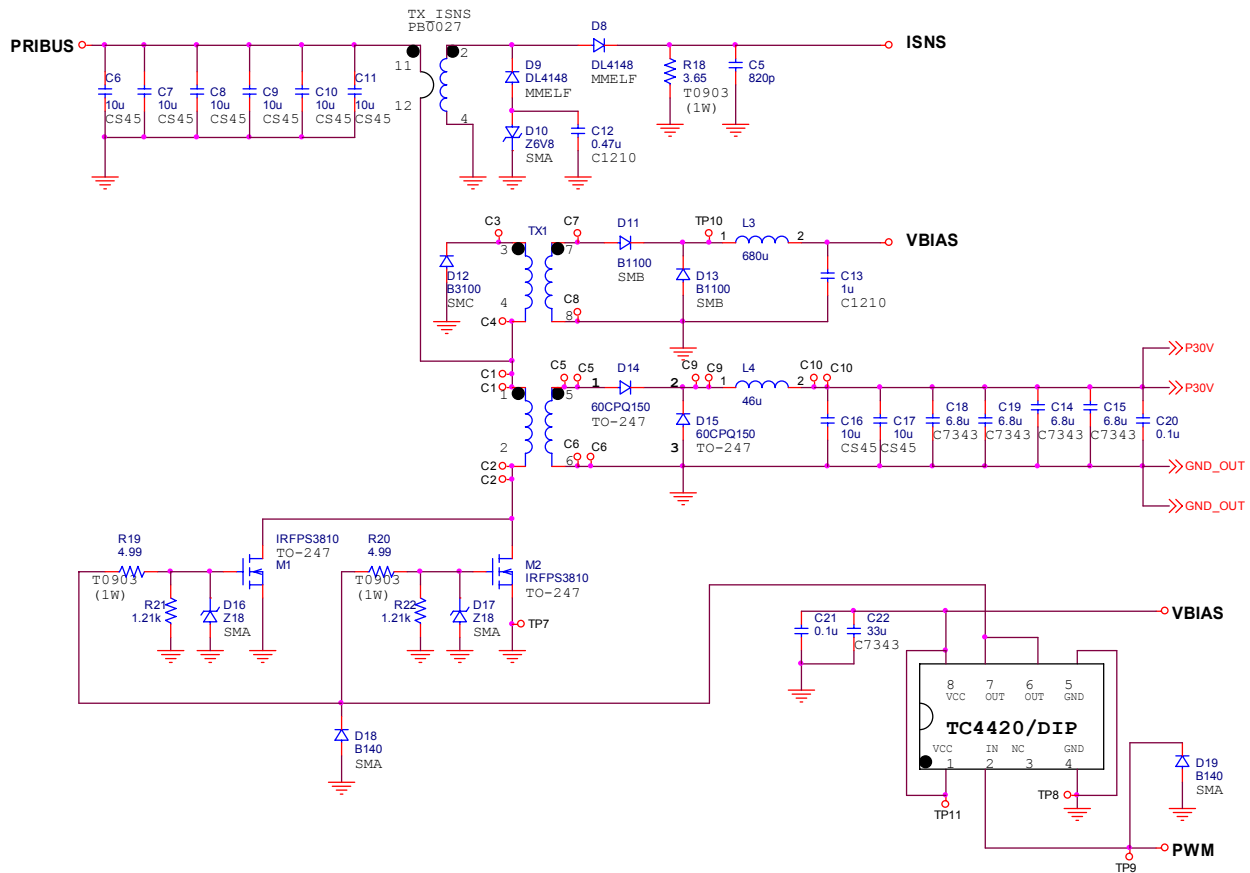 TX_ISNS
PB0027
PRIBUS
11
12
2
4
C6
10u
CS45
C7
10u
CS45
C8
10u
CS45
C9
10u
CS45
C10
10u
CS45
C11
10u
CS45
D9
DL4148
MMELF
D8
DL4148
MMELF
D10
Z6V8
SMA
C12
0.47u
C1210
R18
3.65
T0903
(1W)
C5
820p
ISNS
C3
TX1
C7
3
4
7
8
D12
B3100
SMC
C4
C8
D11
B1100
SMB
TP10
D13
B1100
SMB
L3
1
2
680u
VBIAS
C13
1u
C1210
C1
C1
1
2
C2
C2
C5
C5
5
6
C6
C6
1
D14
60CPQ150
TO-247
2
D15
60CPQ150
TO-247
3
C9
C9
L4
1
2
46u
C10
C10
C16
10u
CS45
C17
10u
CS45
C18
6.8u
C7343
C19
6.8u
C7343
C14
6.8u
C7343
C15
6.8u
C7343
C20
0.1u
P30V
P30V
GND_OUT
GND_OUT
R19
4.99
T0903
(1W)
R21
1.21k
D16
Z18
SMA
IRFPS3810
TO-247
M1
R20
4.99
T0903
(1W)
R22
1.21k
D17
Z18
SMA
M2
IRFPS3810
TO-247
TP7
D18
B140
SMA
C21
0.1u
C22
33u
C7343
VBIAS
8
7
6
5
VCC
OUT
OUT
GND
TC4420/DIP
VCC
IN
NC
GND
1
2
3
4
TP11
TP8
D19
B140
SMA
TP9
PWM